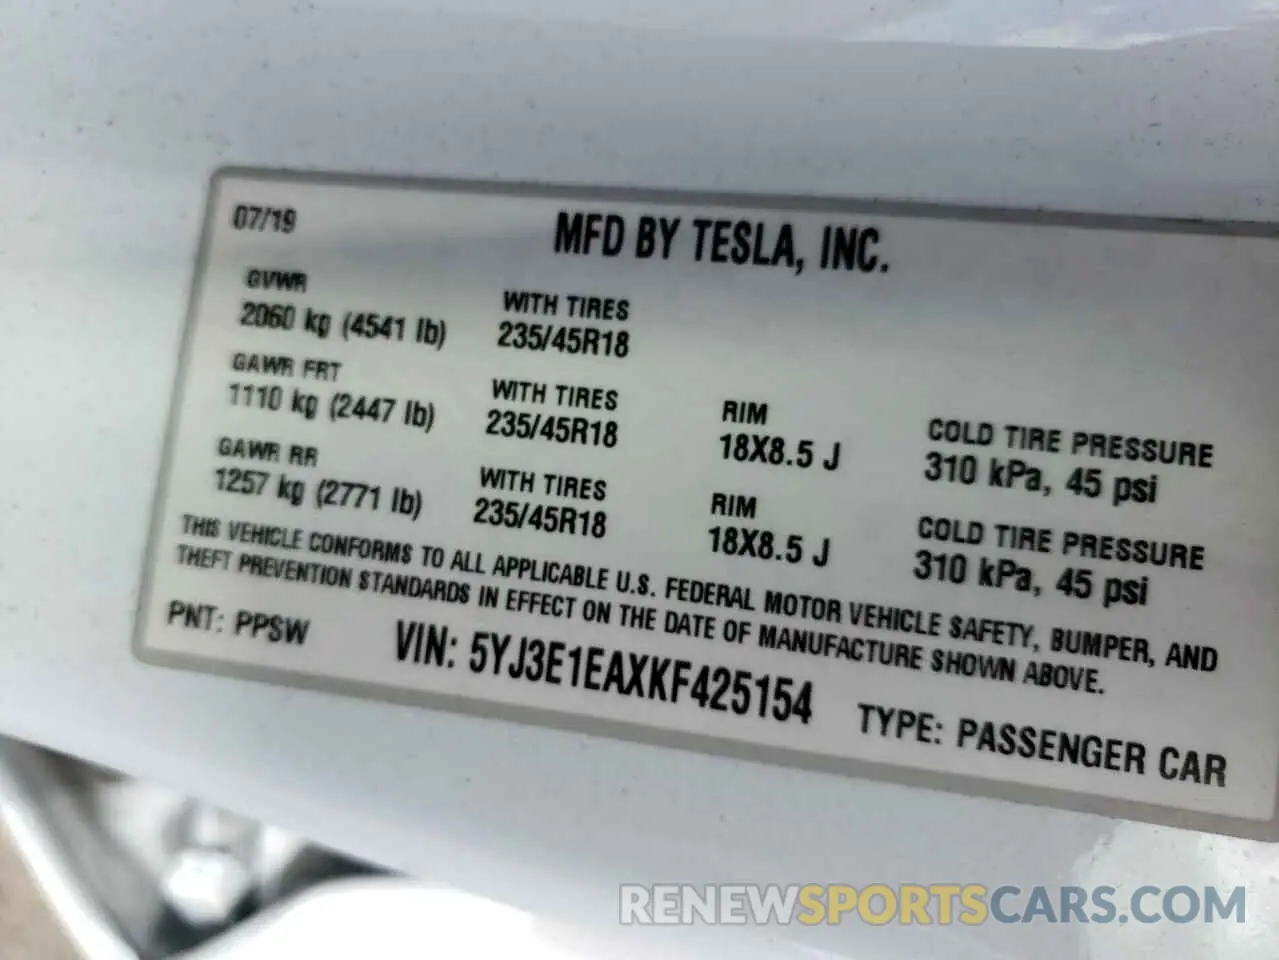 07/19
MFD BY TESLA, INC.
GVWR
2060 kg (4541 lb)
WITH TIRES
235/45R18
GAWR FRT
1110 kg (2447 lb)
WITH TIRES
235/45R18
RIM
18X8.5 J
COLD TIRE PRESSURE
310 kPa, 45 psi
GAWR RR
1257 kg (2771 lb)
WITH TIRES
235/45R18
RIM
18X8.5 J
COLD TIRE PRESSURE
310 kPa, 45 psi
THIS VEHICLE CONFORMS TO ALL APPLICABLE U.S. FEDERAL MOTOR VEHICLE SAFETY, BUMPER, AND
THEFT PREVENTION STANDARDS IN EFFECT ON THE DATE OF MANUFACTURE SHOWN ABOVE.
PNT: PPSW
VIN: 5YJ3E1EAXKF425154
TYPE: PASSENGER CAR
RENEWSPORTSCARS.COM